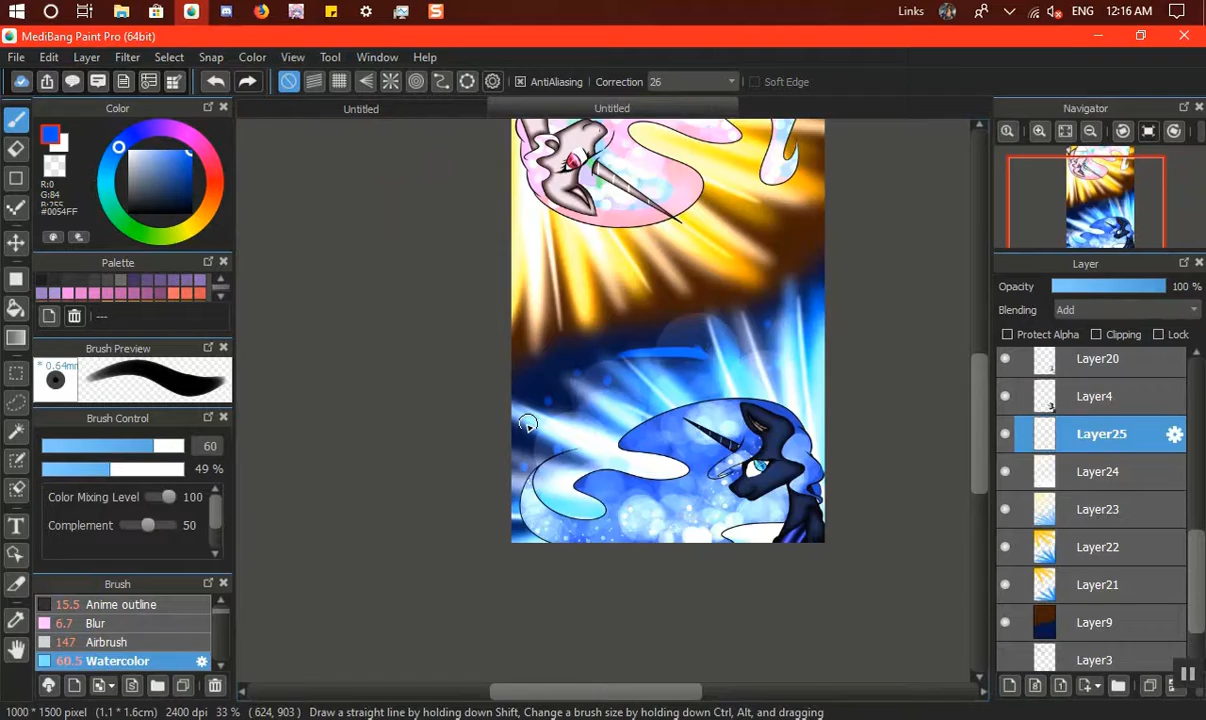 Links
ENG
12:16 AM
MediBang Paint Pro (64bit)
File Edit Layer Filter Select Snap Color View Tool Window Help
AntiAliasing Correction 26 Soft Edge
Color
R:0
G:84
B:255
#0054FF
Palette
---
Brush Preview
* 0.64mm
Brush Control
60
49 %
Color Mixing Level 100
Complement 50
Brush
15.5 Anime outline
6.7 Blur
147 Airbrush
60.5 Watercolor
Untitled
Untitled
Navigator
Layer
Opacity 100 %
Blending Add
Protect Alpha Clipping Lock
Layer20
Layer4
Layer25
Layer24
Layer23
Layer22
Layer21
Layer9
Layer3
1000 * 1500 pixel (1.1 * 1.6cm) 2400 dpi 33 % ( 624, 903 ) Draw a straight line by holding down Shift, Change a brush size by holding down Ctrl, Alt, and dragging